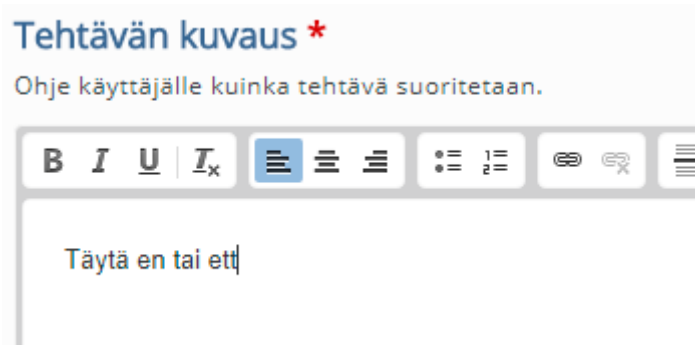 Tehtävän kuvaus *
Ohje käyttäjälle kuinka tehtävä suoritetaan.
B I U Tx
Täytä en tai ett